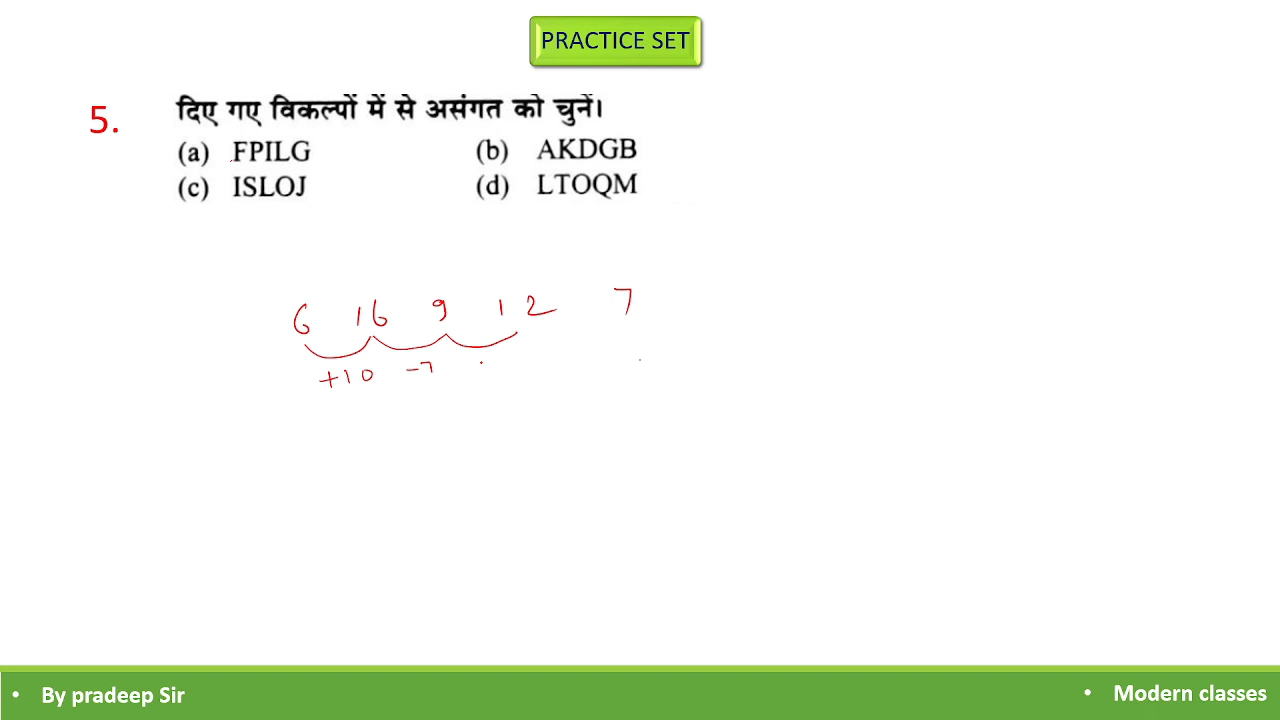 PRACTICE SET
5. दिए गए विकल्पों में से असंगत को चुनें।
(a) FPILG (b) AKDGB
(c) ISLOJ (d) LTOQM
6 16 9 12 7
+10 -7
• By pradeep Sir • Modern classes